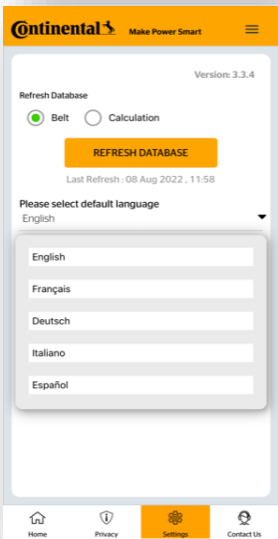 Continental Make Power Smart
Version: 3.3.4
Refresh Database
Belt Calculation
REFRESH DATABASE
Last Refresh : 08 Aug 2022 , 11:58
Please select default language
English
English
Français
Deutsch
Italiano
Español
Home Privacy Settings Contact Us